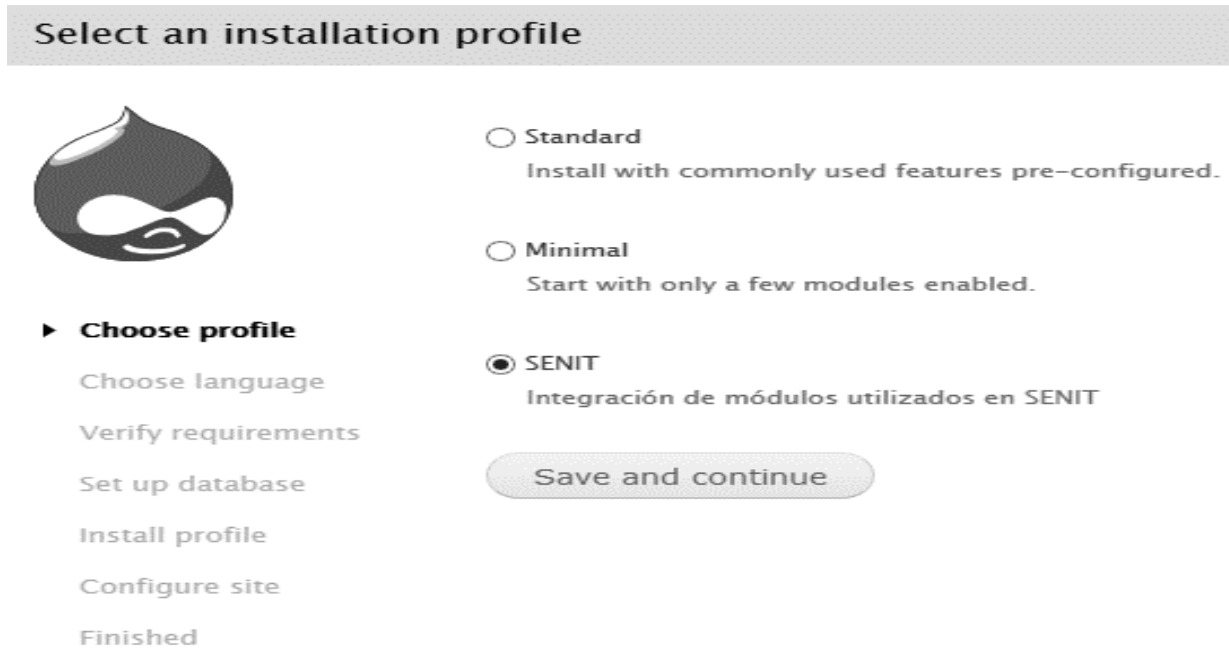 Select an installation profile
Standard
Install with commonly used features pre-configured.
Minimal
Start with only a few modules enabled.
SENIT
Integración de módulos utilizados en SENIT
Save and continue
Choose profile
Choose language
Verify requirements
Set up database
Install profile
Configure site
Finished